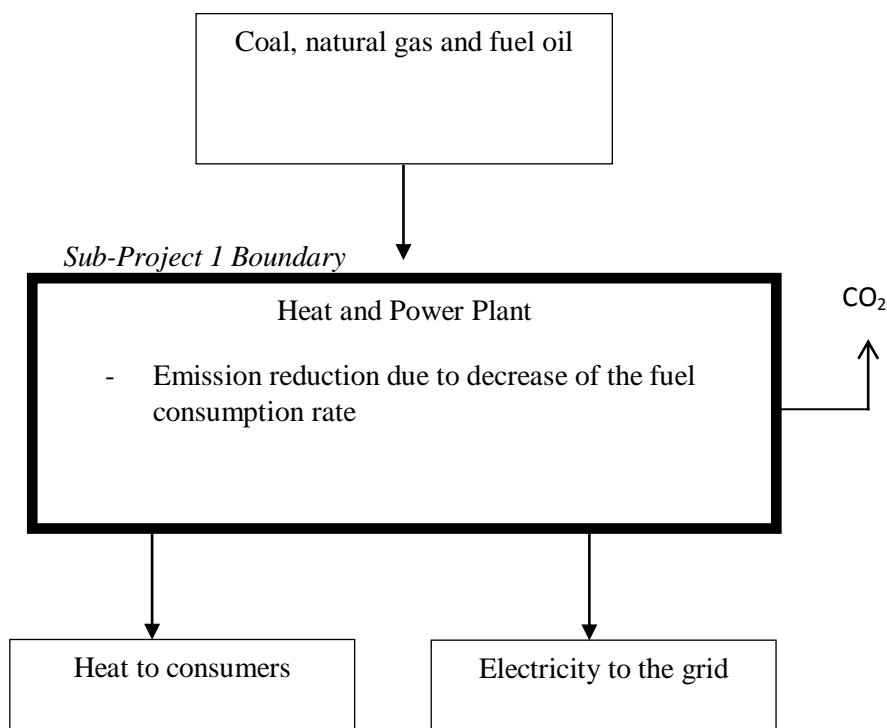 Coal, natural gas and fuel oil
Sub-Project 1 Boundary
Heat and Power Plant
CO₂
- Emission reduction due to decrease of the fuel
consumption rate
Heat to consumers
Electricity to the grid